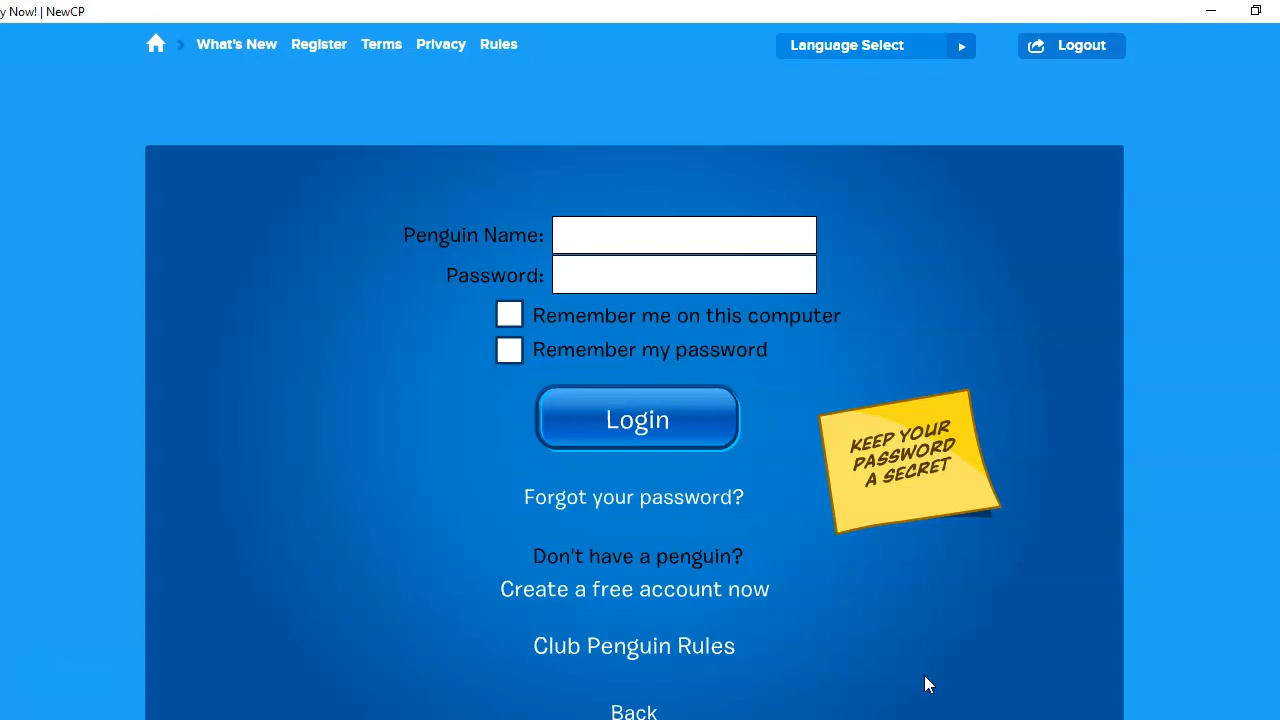 y Now! | NewCP
What's New Register Terms Privacy Rules Language Select Logout
Penguin Name:
Password:
Remember me on this computer
Remember my password
Login
KEEP YOUR
PASSWORD
A SECRET
Forgot your password?
Don't have a penguin?
Create a free account now
Club Penguin Rules
Back